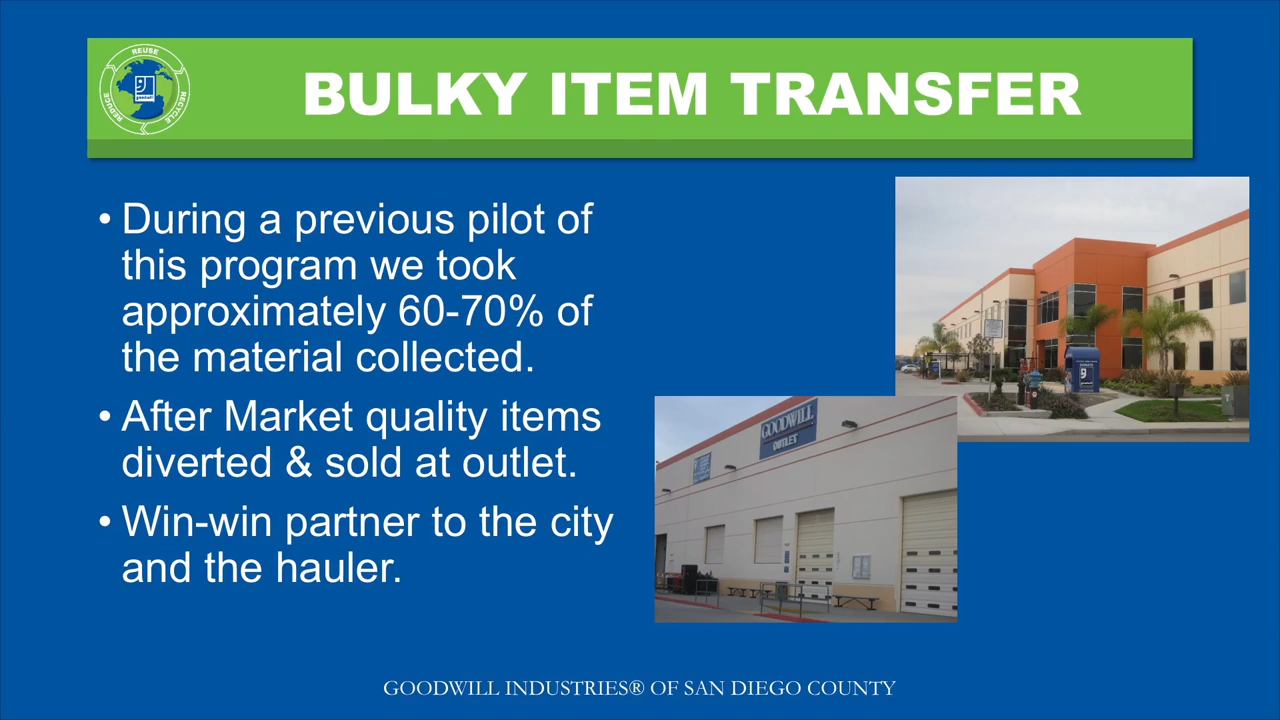 REUSE
RECYCLE
REDUCE
goodwill
BULKY ITEM TRANSFER
• During a previous pilot of
this program we took
approximately 60-70% of
the material collected.
• After Market quality items
diverted & sold at outlet.
• Win-win partner to the city
and the hauler.
GOODWILL
OUTLET
GOODWILL INDUSTRIES® OF SAN DIEGO COUNTY